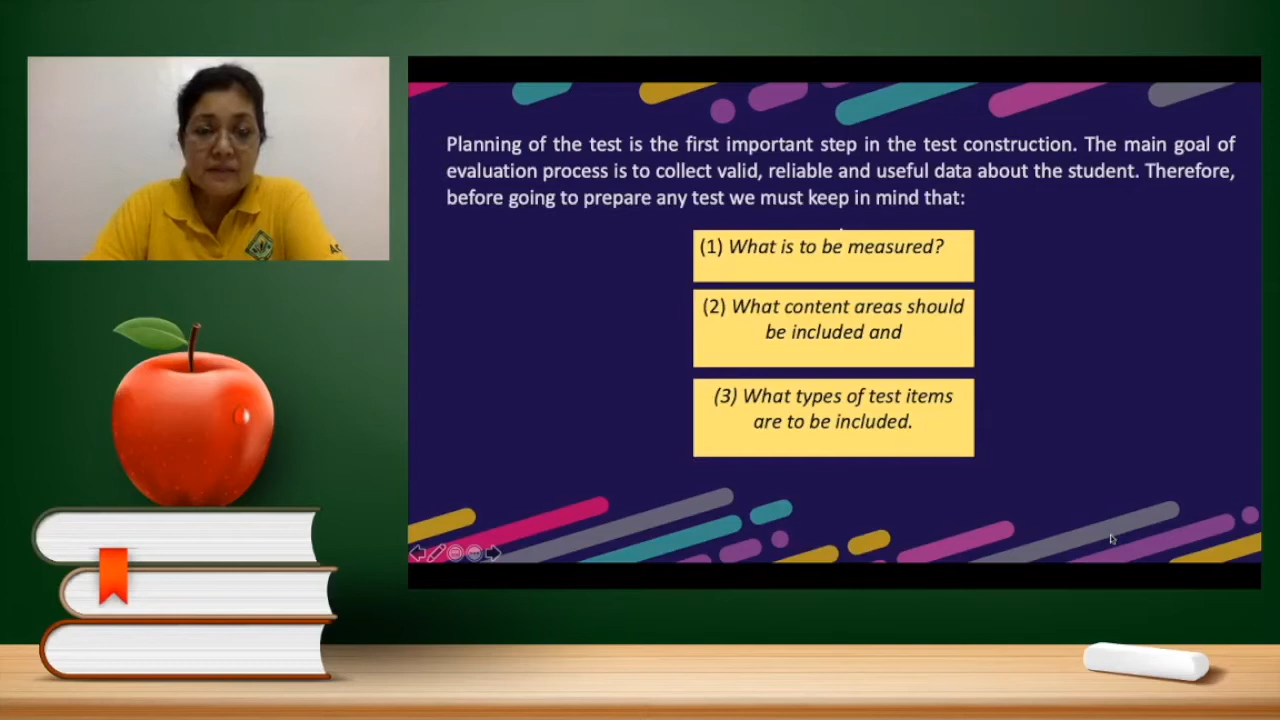 Planning of the test is the first important step in the test construction. The main goal of
evaluation process is to collect valid, reliable and useful data about the student. Therefore,
before going to prepare any test we must keep in mind that:
(1) What is to be measured?
(2) What content areas should
be included and
(3) What types of test items
are to be included.